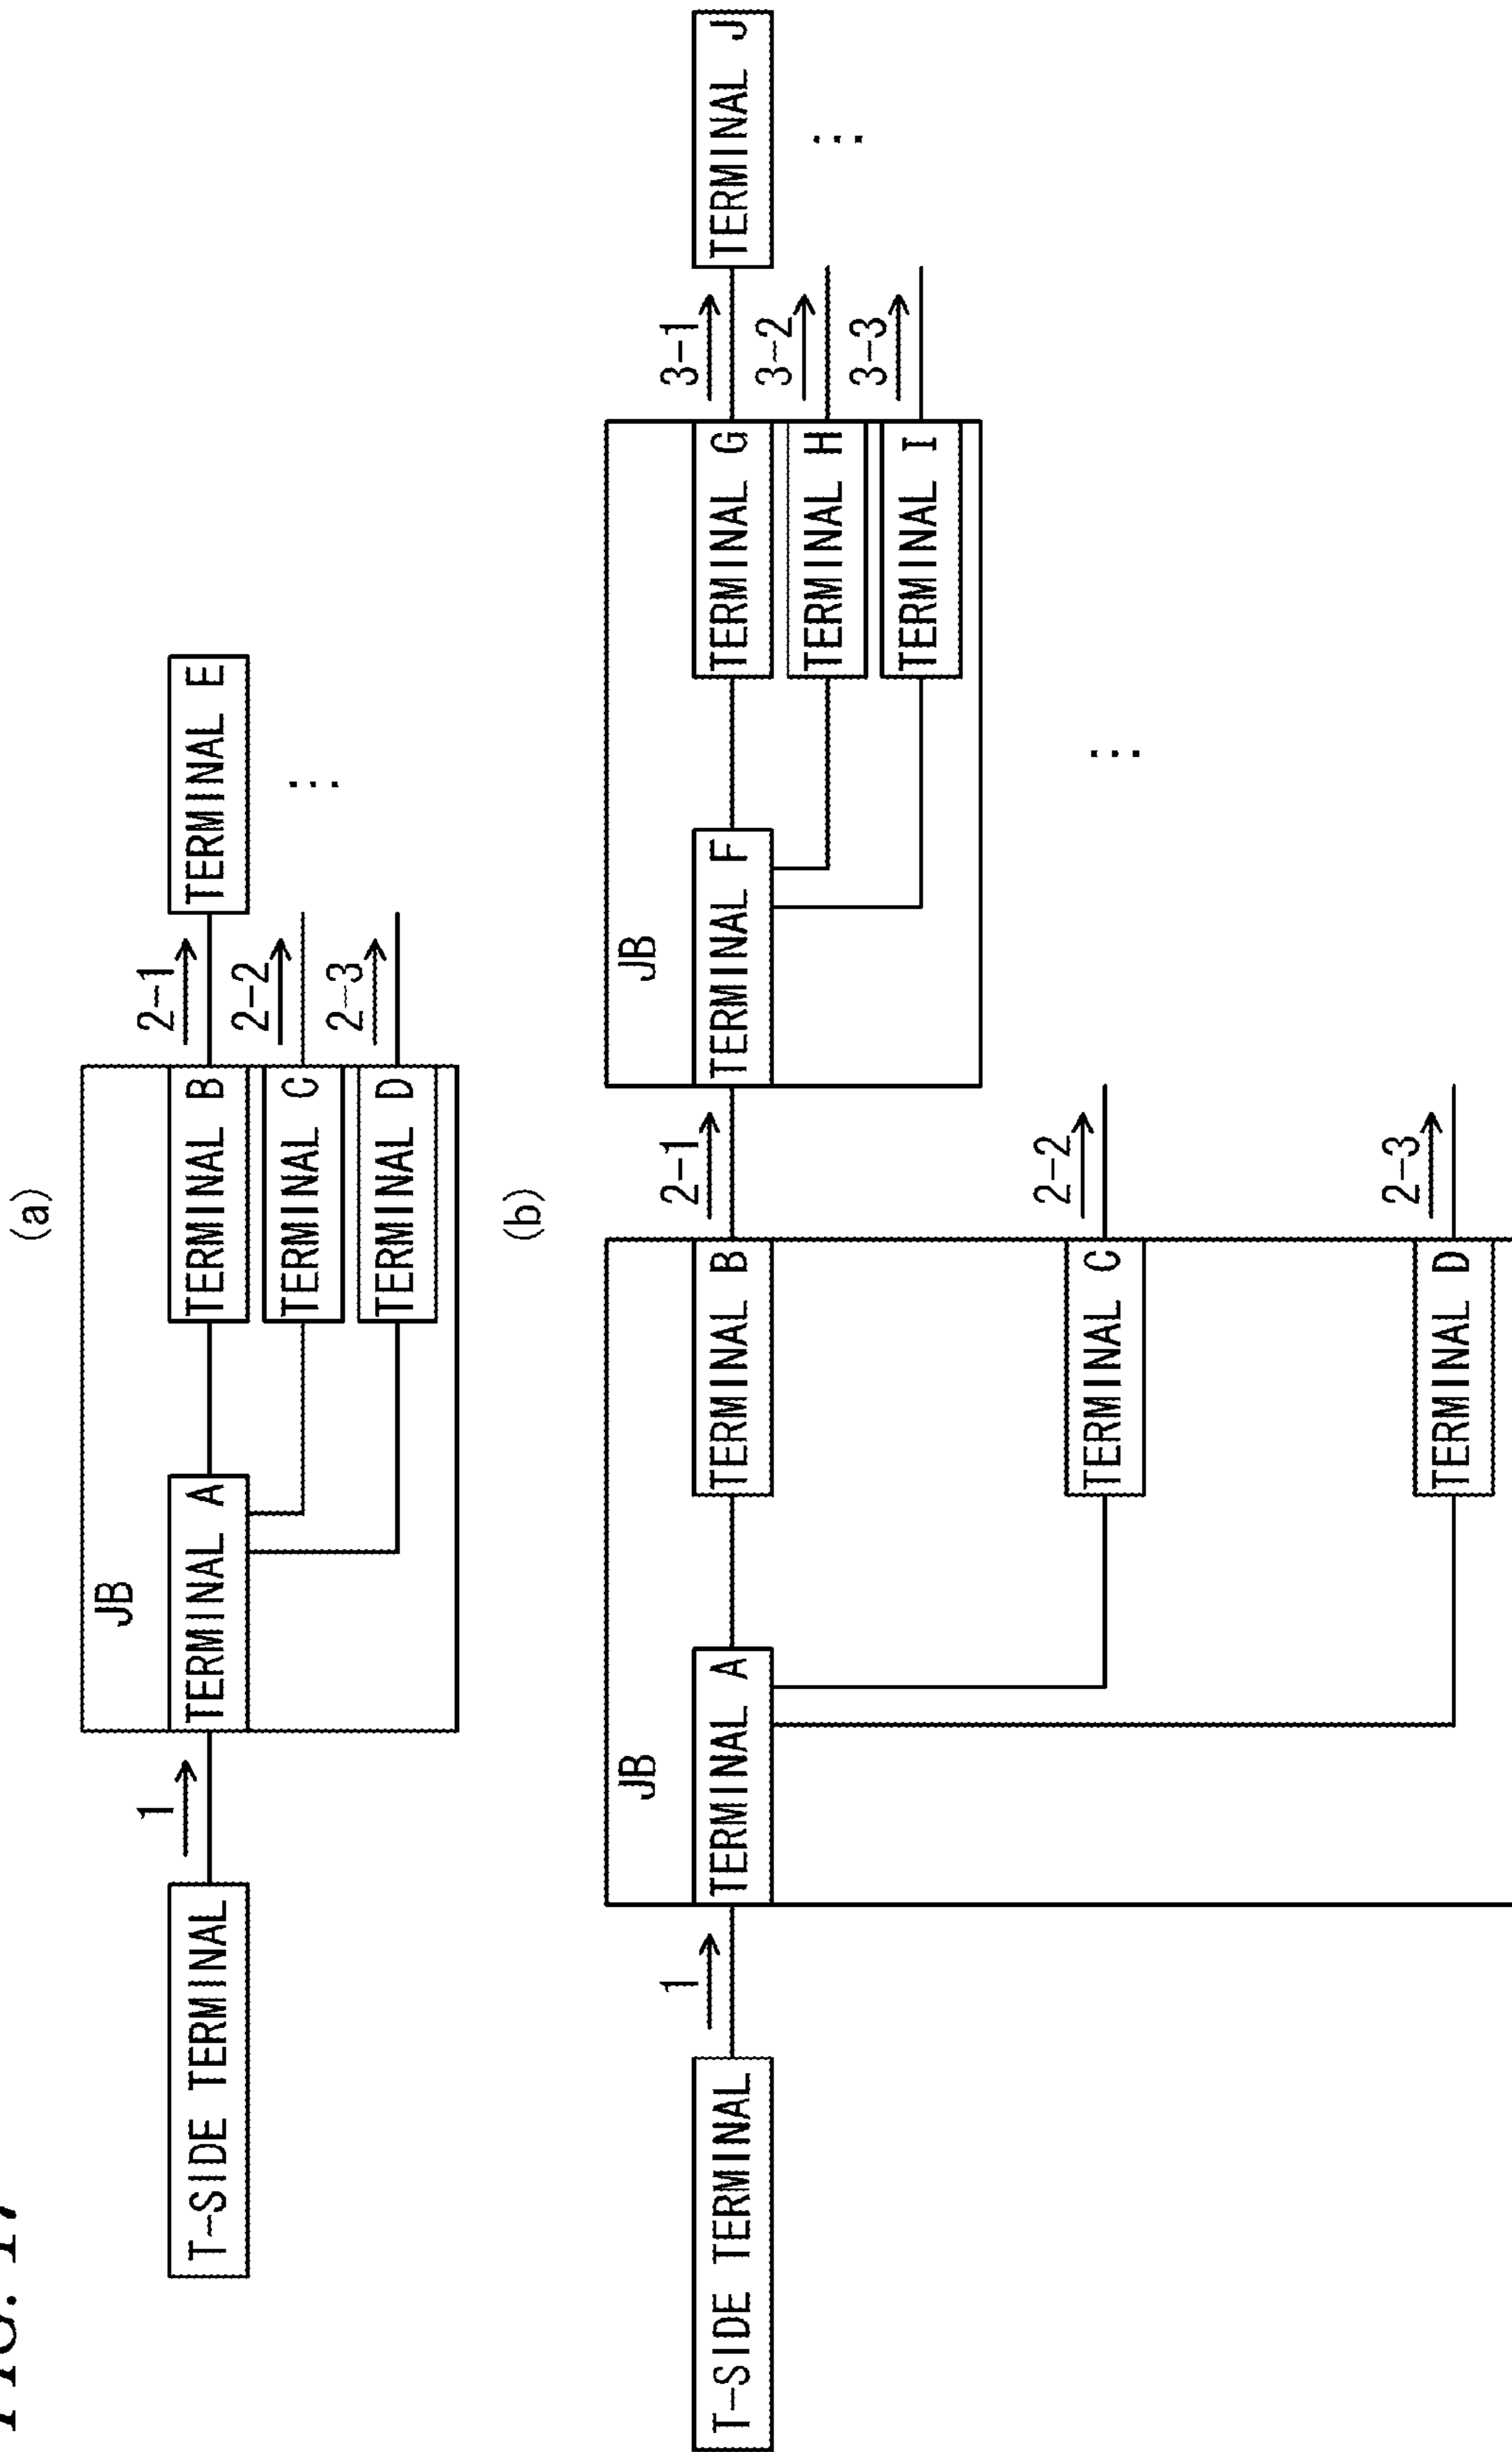 FIG. 17
(a)
JB
T-SIDE TERMINAL
1
TERMINAL A
TERMINAL B
2-1
TERMINAL E
TERMINAL C
2-2
...
TERMINAL D
2-3
(b)
JB
JB
T-SIDE TERMINAL
1
TERMINAL A
TERMINAL B
2-1
TERMINAL F
TERMINAL G
3-1
TERMINAL J
TERMINAL H
3-2
...
TERMINAL I
3-3
TERMINAL C
2-2
...
TERMINAL D
2-3